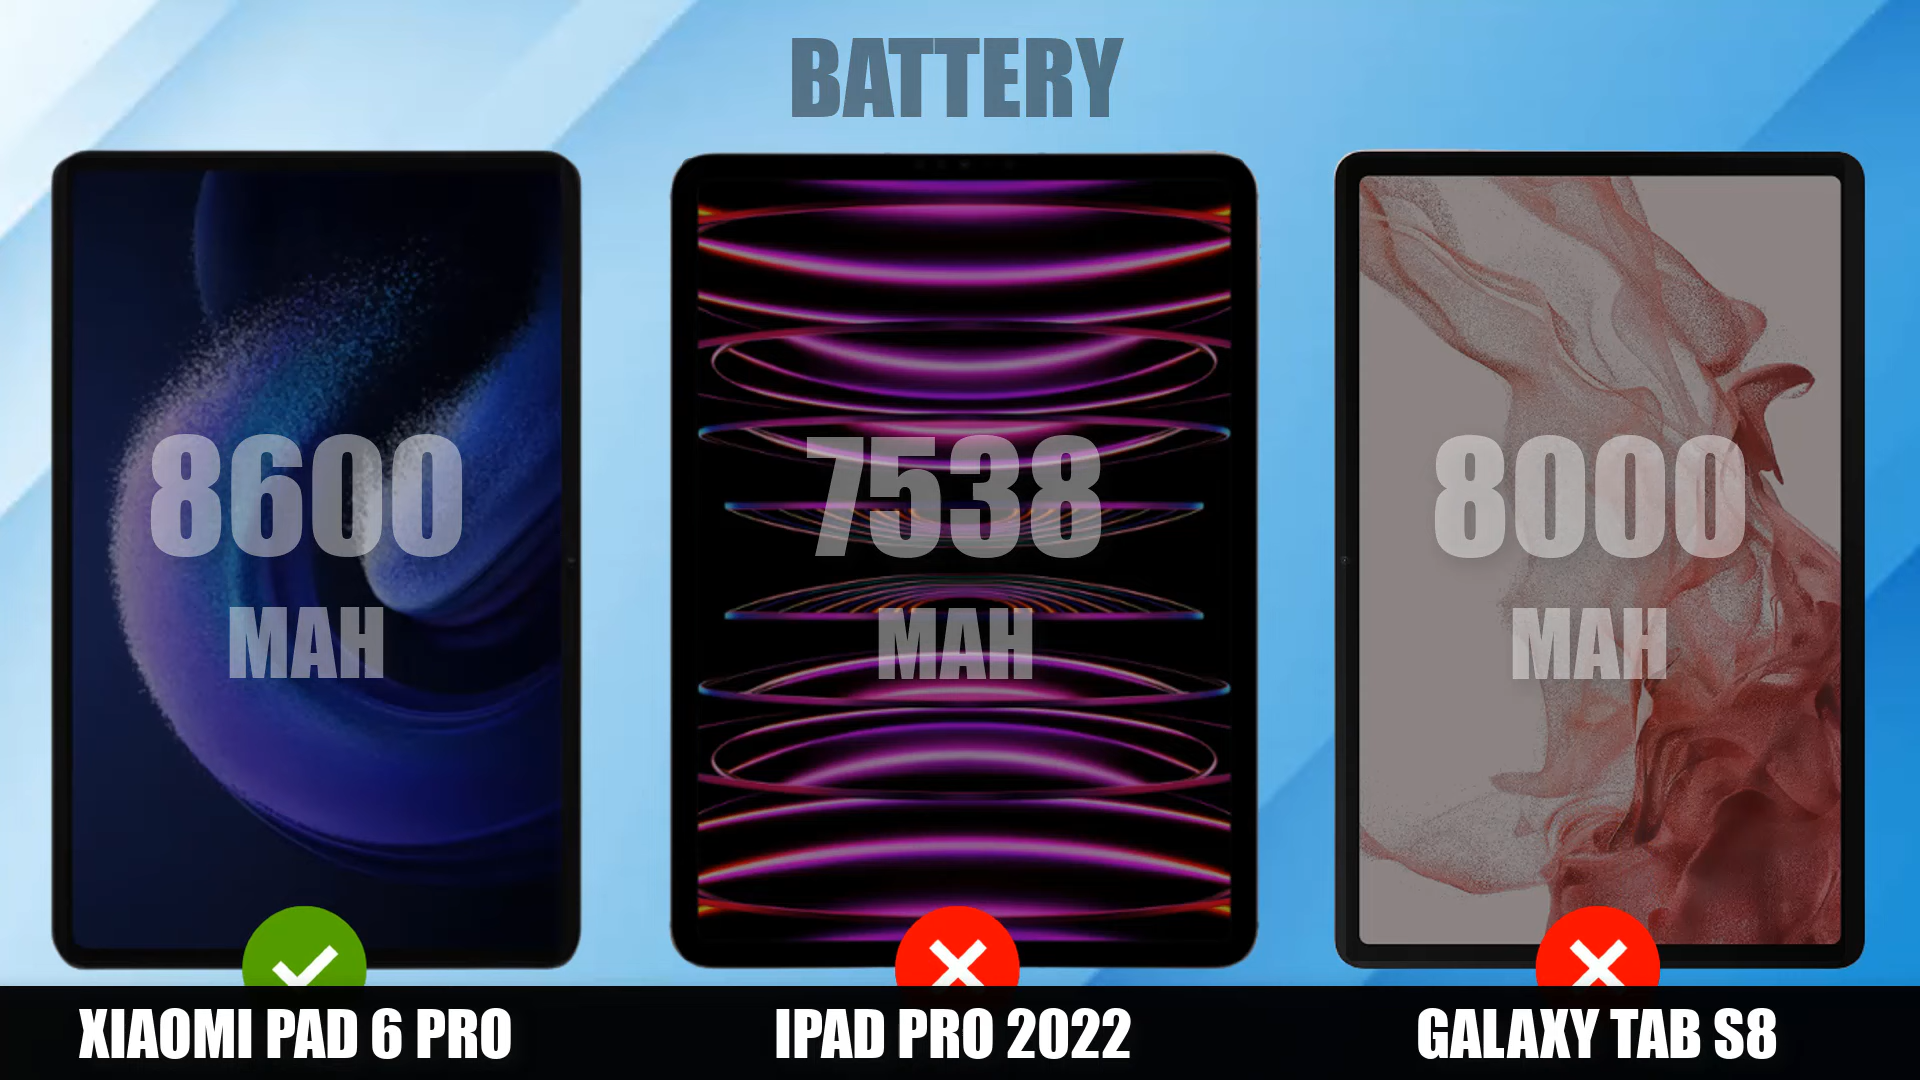 BATTERY
8600
MAH
7538
MAH
8000
MAH
XIAOMI PAD 6 PRO
IPAD PRO 2022
GALAXY TAB S8